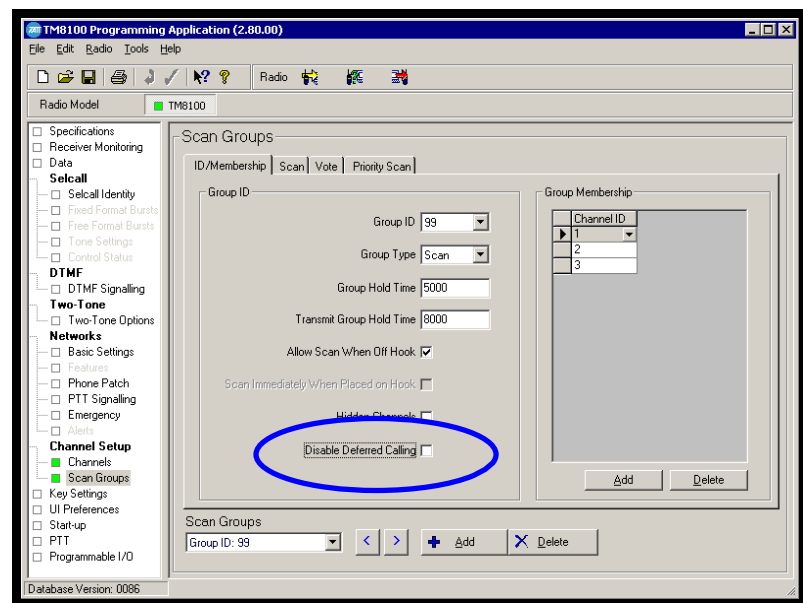 TM8100 Programming Application (2.80.00)
File Edit Radio Tools Help
Radio
Radio Model TM8100
Specifications
Receiver Monitoring
Data
Selcall
Selcall Identity
Fixed Format Bursts
Free Format Bursts
Tone Settings
Control Status
DTMF
DTMF Signalling
Two-Tone
Two-Tone Options
Networks
Basic Settings
Features
Phone Patch
PTT Signalling
Emergency
Alerts
Channel Setup
Channels
Scan Groups
Key Settings
UI Preferences
Start-up
PTT
Programmable I/O
Scan Groups
ID/Membership Scan Vote Priority Scan
Group ID
Group ID 99
Group Type Scan
Group Hold Time 5000
Transmit Group Hold Time 8000
Allow Scan When Off Hook
Scan Immediately When Placed on Hook
Hidden Channels
Disable Deferred Calling
Group Membership
Channel ID
1
2
3
Add Delete
Scan Groups
Group ID: 99 < > Add Delete
Database Version: 0086